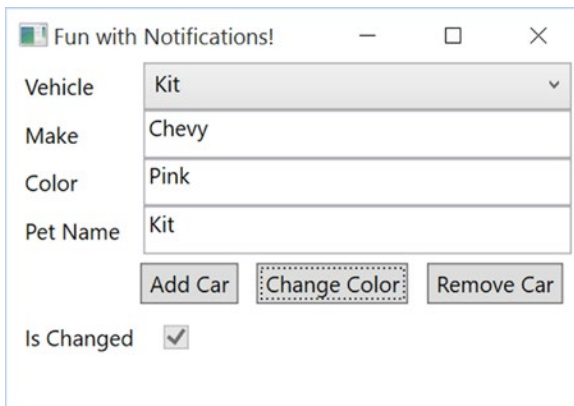 Fun with Notifications!
Vehicle Kit
Make Chevy
Color Pink
Pet Name Kit
Add Car Change Color Remove Car
Is Changed